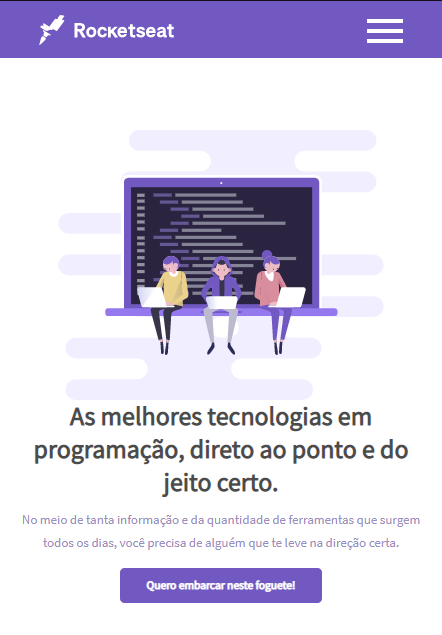 Rocketseat
As melhores tecnologias em
programação, direto ao ponto e do
jeito certo.
No meio de tanta informação e da quantidade de ferramentas que surgem
todos os dias, você precisa de alguém que te leve na direção certa.
Quero embarcar neste foguete!